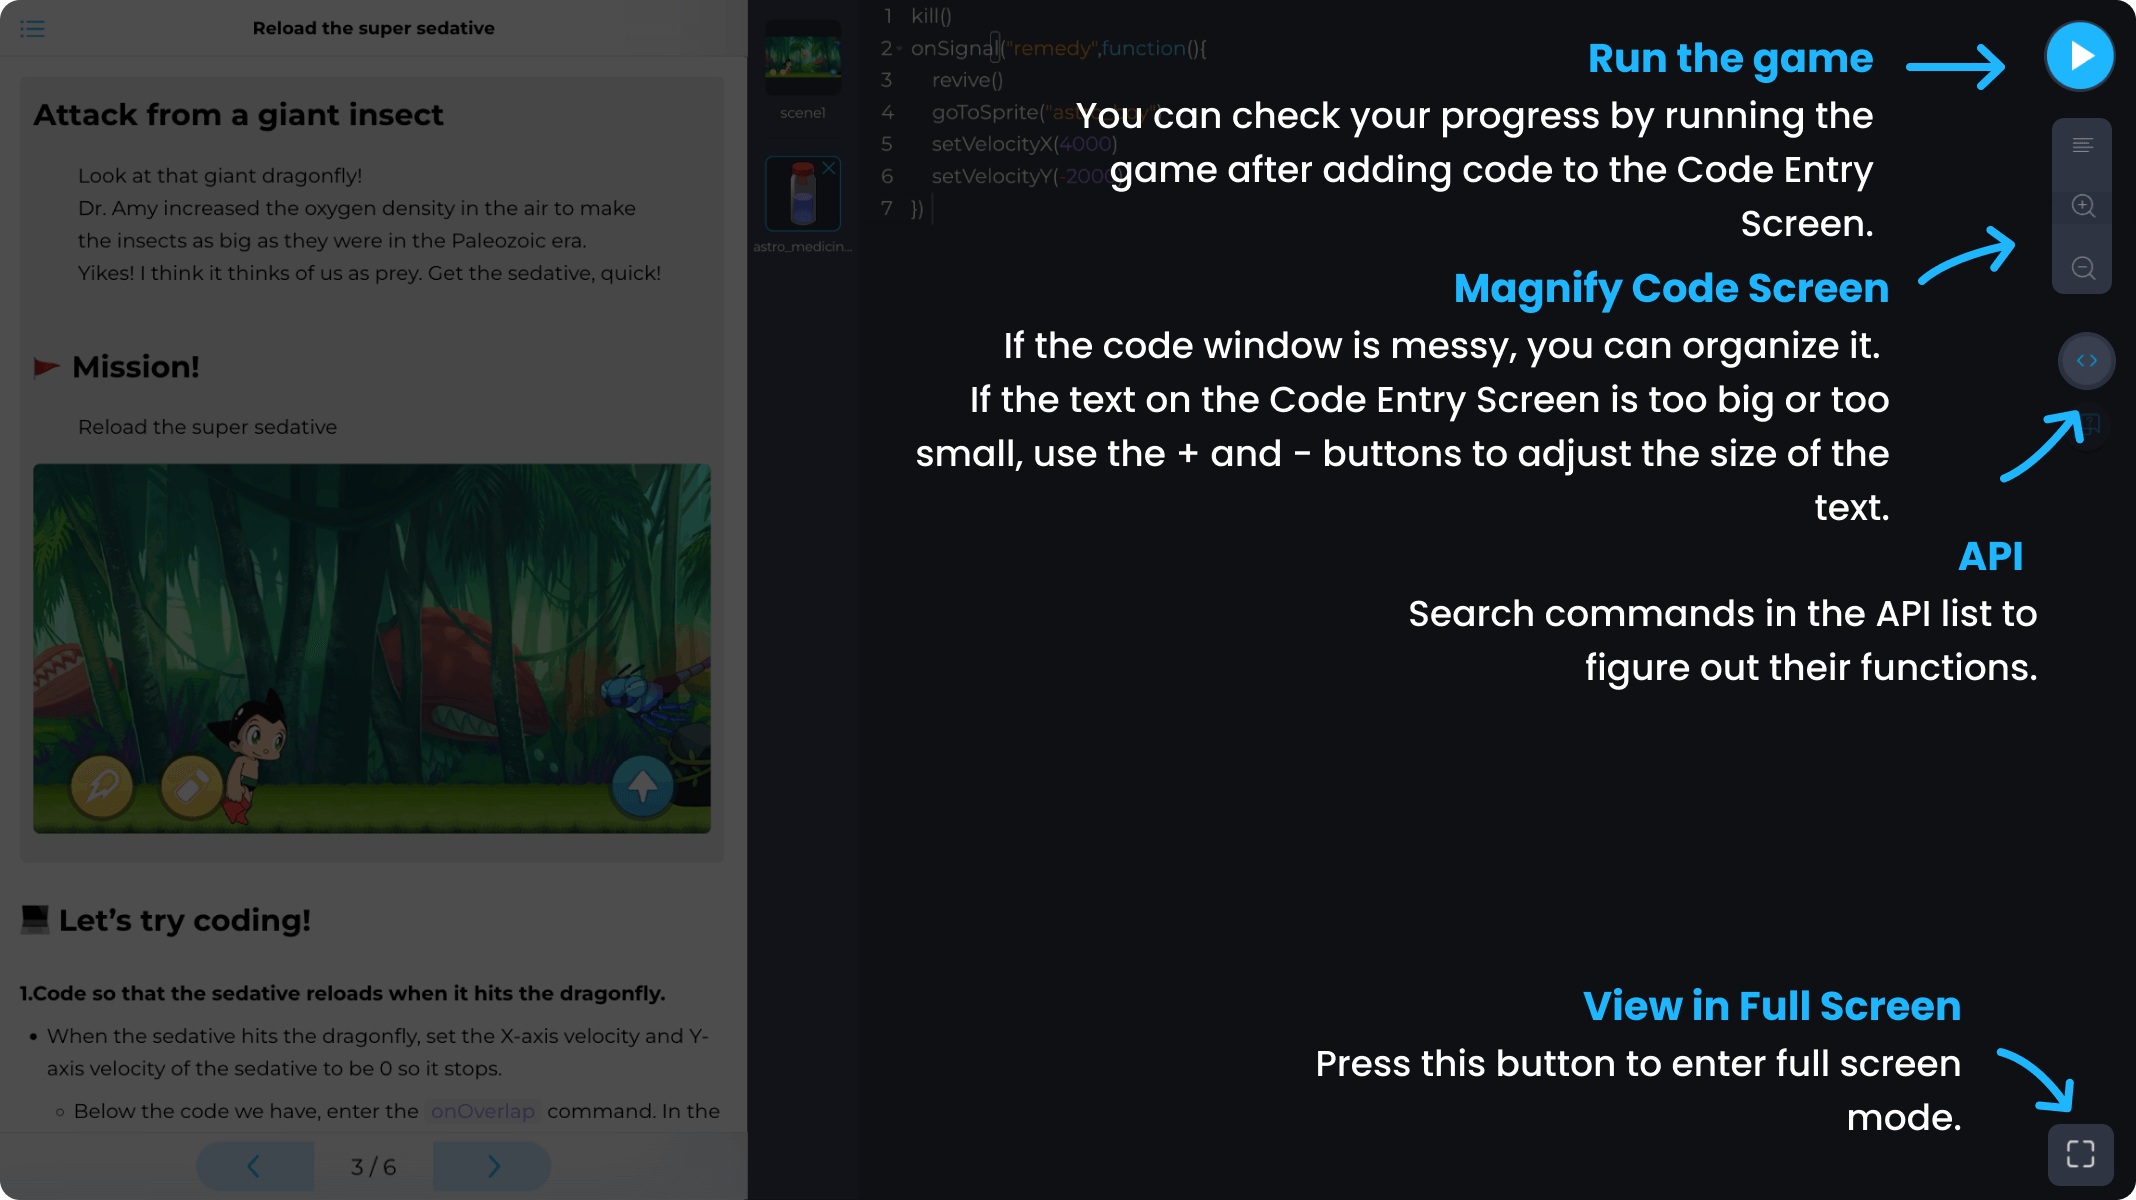 Reload the super sedative
Attack from a giant insect
Look at that giant dragonfly!
Dr. Amy increased the oxygen density in the air to make
the insects as big as they were in the Paleozoic era.
Yikes! I think it thinks of us as prey. Get the sedative, quick!
Mission!
Reload the super sedative
Let's try coding!
1.Code so that the sedative reloads when it hits the dragonfly.
• When the sedative hits the dragonfly, set the X-axis velocity and Y-
axis velocity of the sedative to be 0 so it stops.
◦ Below the code we have, enter the onOverlap command. In the
3 / 6
scene1
astro_medicin...
1 kill()
2 onSignal("remedy",function(){
3 revive()
4 goToSprite("
5 setVelocityX(4000)
6 setVelocityY(-200
7 })
Run the game
You can check your progress by running the
game after adding code to the Code Entry
Screen.
Magnify Code Screen
If the code window is messy, you can organize it.
If the text on the Code Entry Screen is too big or too
small, use the + and - buttons to adjust the size of the
text.
API
Search commands in the API list to
figure out their functions.
View in Full Screen
Press this button to enter full screen
mode.